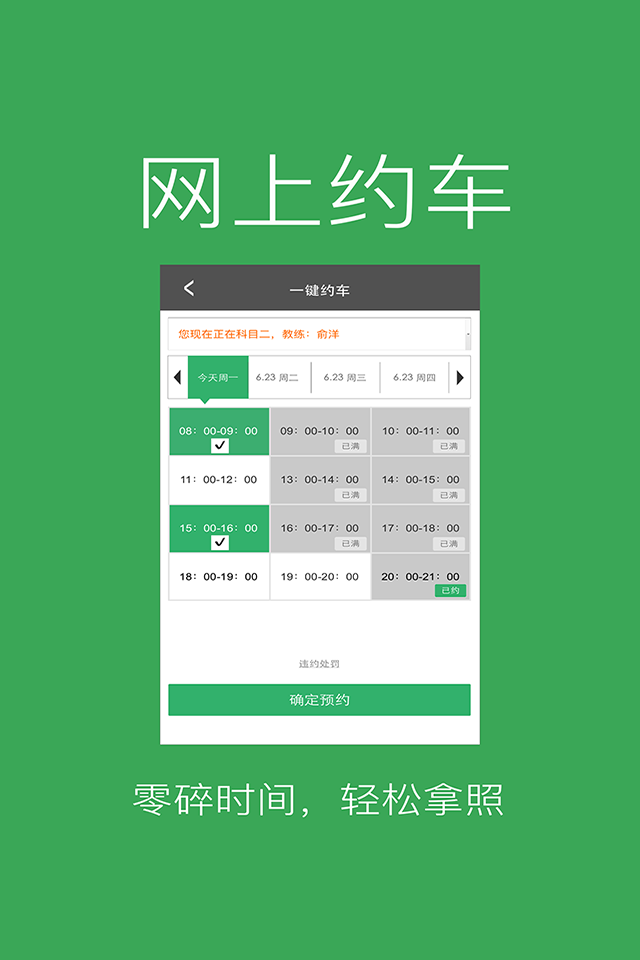 网上约车
一键约车
您现在正在科目二，教练：俞洋
今天周一 6.23 周二 6.23 周三 6.23 周四
08：00-09：00 09：00-10：00 10：00-11：00
已满 已满
11：00-12：00 13：00-14：00 14：00-15：00
已满 已满
15：00-16：00 16：00-17：00 17：00-18：00
已满 已满
18：00-19：00 19：00-20：00 20：00-21：00
已约
违约处罚
确定预约
零碎时间，轻松拿照